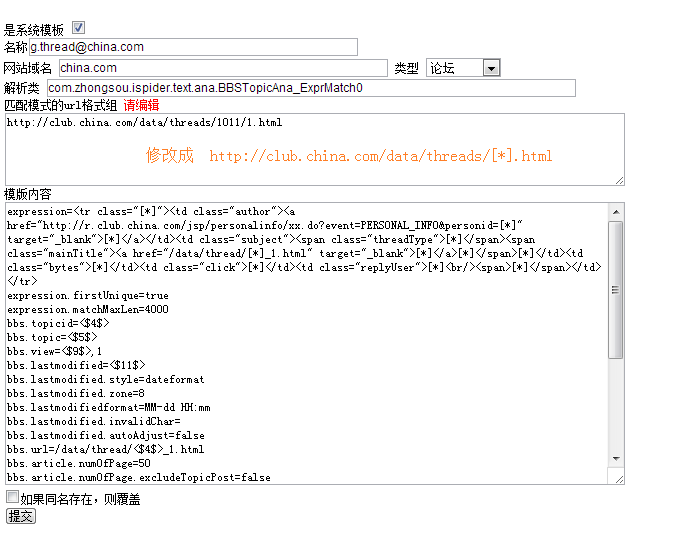 是系统模板
名称 g.thread@china.com
网站域名 china.com 类型 论坛
解析类 com.zhongsou.ispider.text.ana.BBSTopicAna_ExprMatch0
匹配模式的url格式组 请编辑
http://club.china.com/data/threads/1011/1.html
修改成 http://club.china.com/data/threads/[*].html
模版内容
expression=<tr class="[*]"><td class="author"><a
href="http://r.club.china.com/jsp/personalinfo/xx.do?event=PERSONAL_INFO&personid=[*]"
target="_blank">[*]</a></td><td class="subject"><span class="threadType">[*]</span><span
class="mainTitle"><a href="/data/thread/[*]_1.html" target="_blank">[*]</a>[*]</span>[*]</td><td
class="bytes">[*]</td><td class="click">[*]</td><td class="replyUser">[*]<br/><span>[*]</span></td>
</tr>
expression.firstUnique=true
expression.matchMaxLen=4000
bbs.topicid=<$4$>
bbs.topic=<$5$>
bbs.view=<$9$>,1
bbs.lastmodified=<$11$>
bbs.lastmodified.style=dateformat
bbs.lastmodified.zone=8
bbs.lastmodifiedformat=MM-dd HH:mm
bbs.lastmodified.invalidChar=
bbs.lastmodified.autoAdjust=false
bbs.url=/data/thread/<$4$>_1.html
bbs.article.numOfPage=50
bbs.article.numOfPage.excludeTopicPost=false
如果同名存在，则覆盖
提交